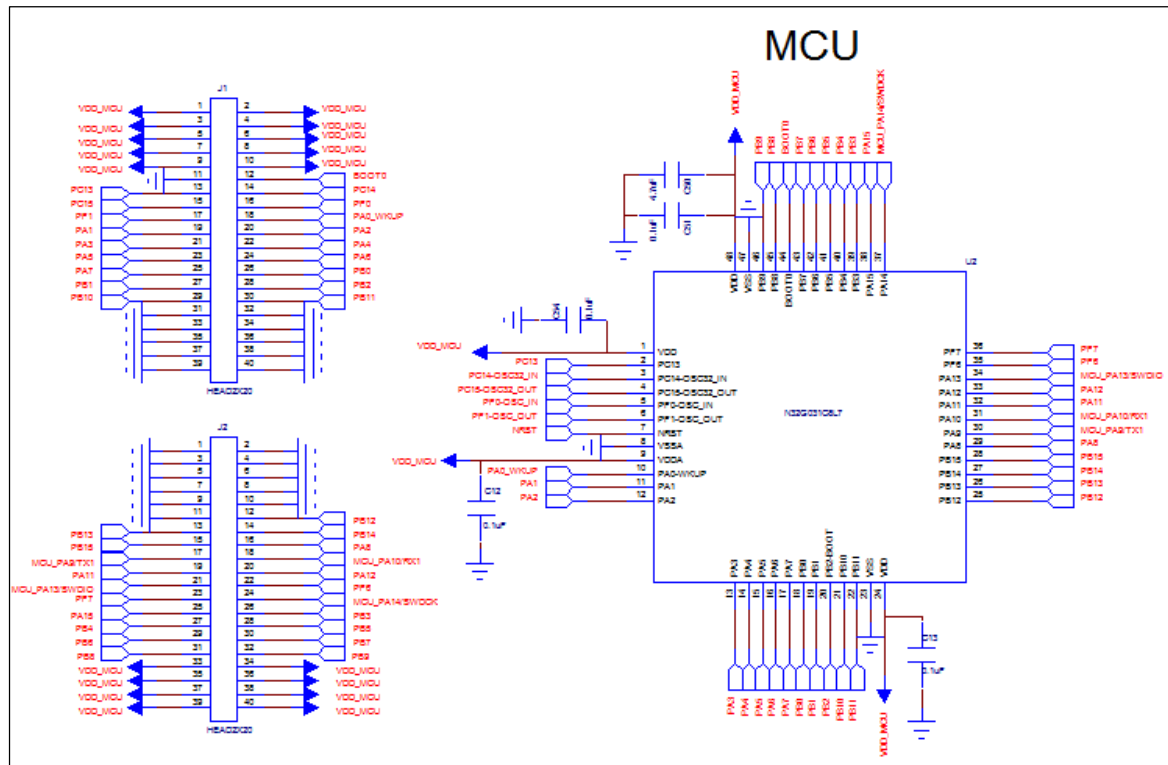 MCU
J1
VDD_MCU 1 2 VDD_MCU
VDD_MCU 3 4 VDD_MCU
VDD_MCU 5 6 VDD_MCU
VDD_MCU 7 8 VDD_MCU
VDD_MCU 9 10 VDD_MCU
11 12 BOOT0
PC13 13 14 PC14
PC15 15 16 PF0
PF1 17 18 PA0_WKUP
PA1 19 20 PA2
PA3 21 22 PA4
PA5 23 24 PA6
PA7 25 26 PB0
PB1 27 28 PB2
PB10 29 30 PB11
31 32
33 34
35 36
37 38
39 40
HEAD2X20
J2
1 2
3 4
5 6
7 8
9 10
11 12 PB12
PB13 13 14 PB14
PB15 15 16 PA8
MCU_PA9/TX1 17 18 MCU_PA10/RX1
PA11 19 20 PA12
MCU_PA13/SWDIO 21 22 PF6
PF7 23 24 MCU_PA14/SWDCK
PA15 25 26 PB3
PB4 27 28 PB5
PB6 29 30 PB7
PB8 31 32 PB9
VDD_MCU 33 34 VDD_MCU
VDD_MCU 35 36 VDD_MCU
VDD_MCU 37 38 VDD_MCU
VDD_MCU 39 40 VDD_MCU
HEAD2X20
VDD_MCU
PB9 PB8 BOOT0 PB7 PB6 PB5 PB4 PB3 PA15 MCU_PA14/SWDCK
4.7uF C50
0.1uF C51
48 47 46 45 44 43 42 41 40 39 38 37
VDD VSS PB9 PB8 BOOT0 PB7 PB6 PB5 PB4 PB3 PA15 PA14
U2
C54 0.1uF
VDD_MCU 1 VDD
PC13 2 PC13
PC14-OSC32_IN 3 PC14-OSC32_IN
PC15-OSC32_OUT 4 PC15-OSC32_OUT
PF0-OSC_IN 5 PF0-OSC_IN
PF1-OSC_OUT 6 PF1-OSC_OUT
NRST 7 NRST
8 VSSA
VDD_MCU 9 VDDA
PA0_WKUP 10 PA0-WKUP
PA1 11 PA1
PA2 12 PA2
C12
0.1uF
N32G031C8L7
PF7 36 PF7
PF6 35 PF6
PA13 34 MCU_PA13/SWDIO
PA12 33 PA12
PA11 32 PA11
PA10 31 MCU_PA10/RX1
PA9 30 MCU_PA9/TX1
PA8 29 PA8
PB15 28 PB15
PB14 27 PB14
PB13 26 PB13
PB12 25 PB12
PA3 PA4 PA5 PA6 PA7 PB0 PB1 PB2-BOOT PB10 PB11 VSS VDD
13 14 15 16 17 18 19 20 21 22 23 24
PA3 PA4 PA5 PA6 PA7 PB0 PB1 PB2 PB10 PB11
C13
0.1uF
VDD_MCU